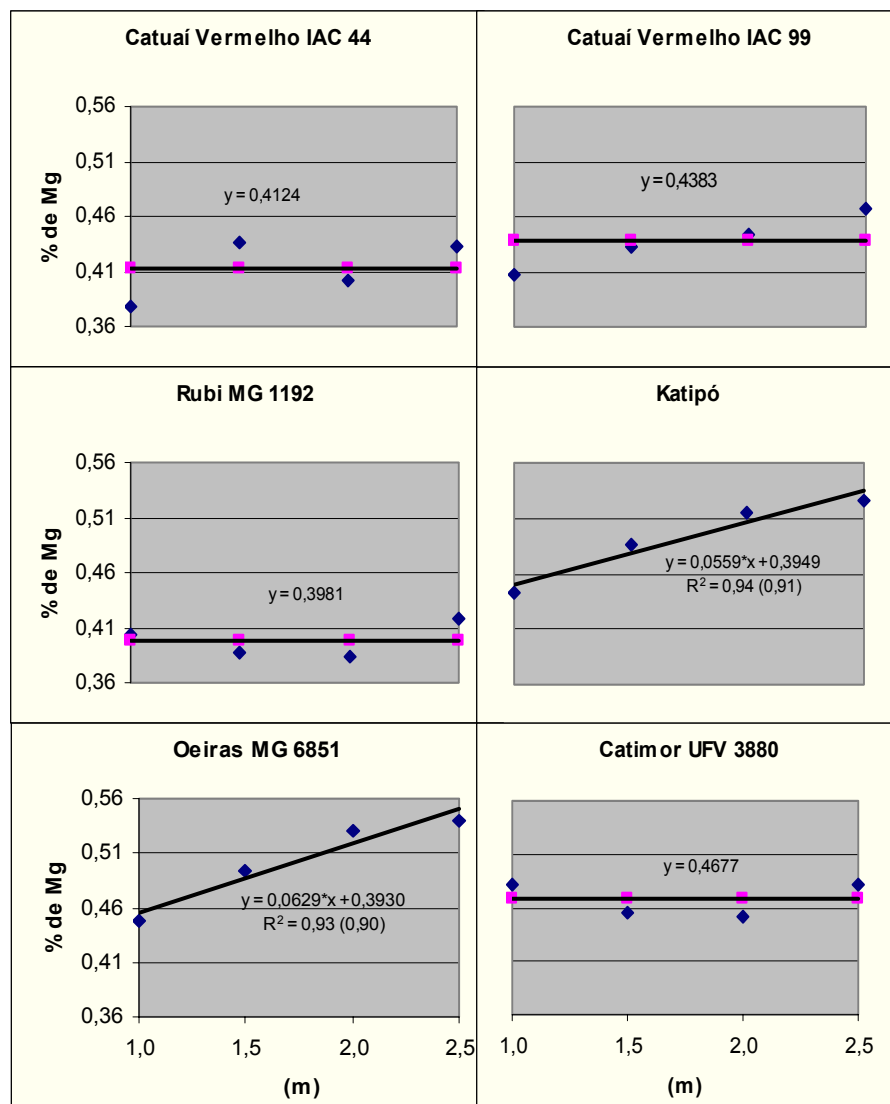 Catuaí Vermelho IAC 44
0,56
0,51
0,46
0,41
0,36
% de Mg
y = 0,4124
Catuaí Vermelho IAC 99
y = 0,4383
Rubi MG 1192
0,56
0,51
0,46
0,41
0,36
% de Mg
y = 0,3981
Katipó
y = 0,0559*x + 0,3949
R² = 0,94 (0,91)
Oeiras MG 6851
0,56
0,51
0,46
0,41
0,36
% de Mg
y = 0,0629*x + 0,3930
R² = 0,93 (0,90)
1,0 1,5 2,0 2,5
(m)
Catimor UFV 3880
y = 0,4677
1,0 1,5 2,0 2,5
(m)